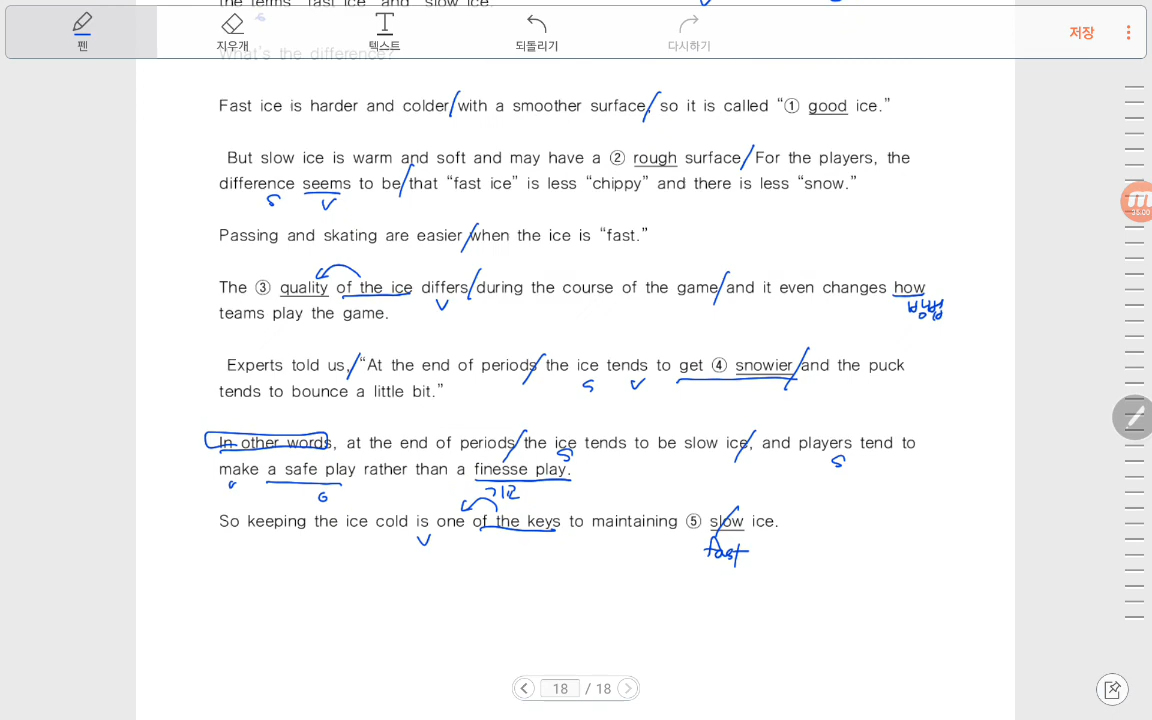 the terms "fast ice" and "slow ice."
펜
지우개
텍스트
되돌리기
다시하기
저장
What's the difference?
Fast ice is harder and colder with a smoother surface, so it is called "① good ice."
But slow ice is warm and soft and may have a ② rough surface. For the players, the
difference seems to be that "fast ice" is less "chippy" and there is less "snow."
S V
Passing and skating are easier when the ice is "fast."
The ③ quality of the ice differs during the course of the game and it even changes how
V 방법
teams play the game.
Experts told us, "At the end of periods the ice tends to get ④ snowier and the puck
S V
tends to bounce a little bit."
In other words, at the end of periods the ice tends to be slow ice, and players tend to
S S
make a safe play rather than a finesse play.
기교
So keeping the ice cold is one of the keys to maintaining ⑤ slow ice.
V fast
18 / 18